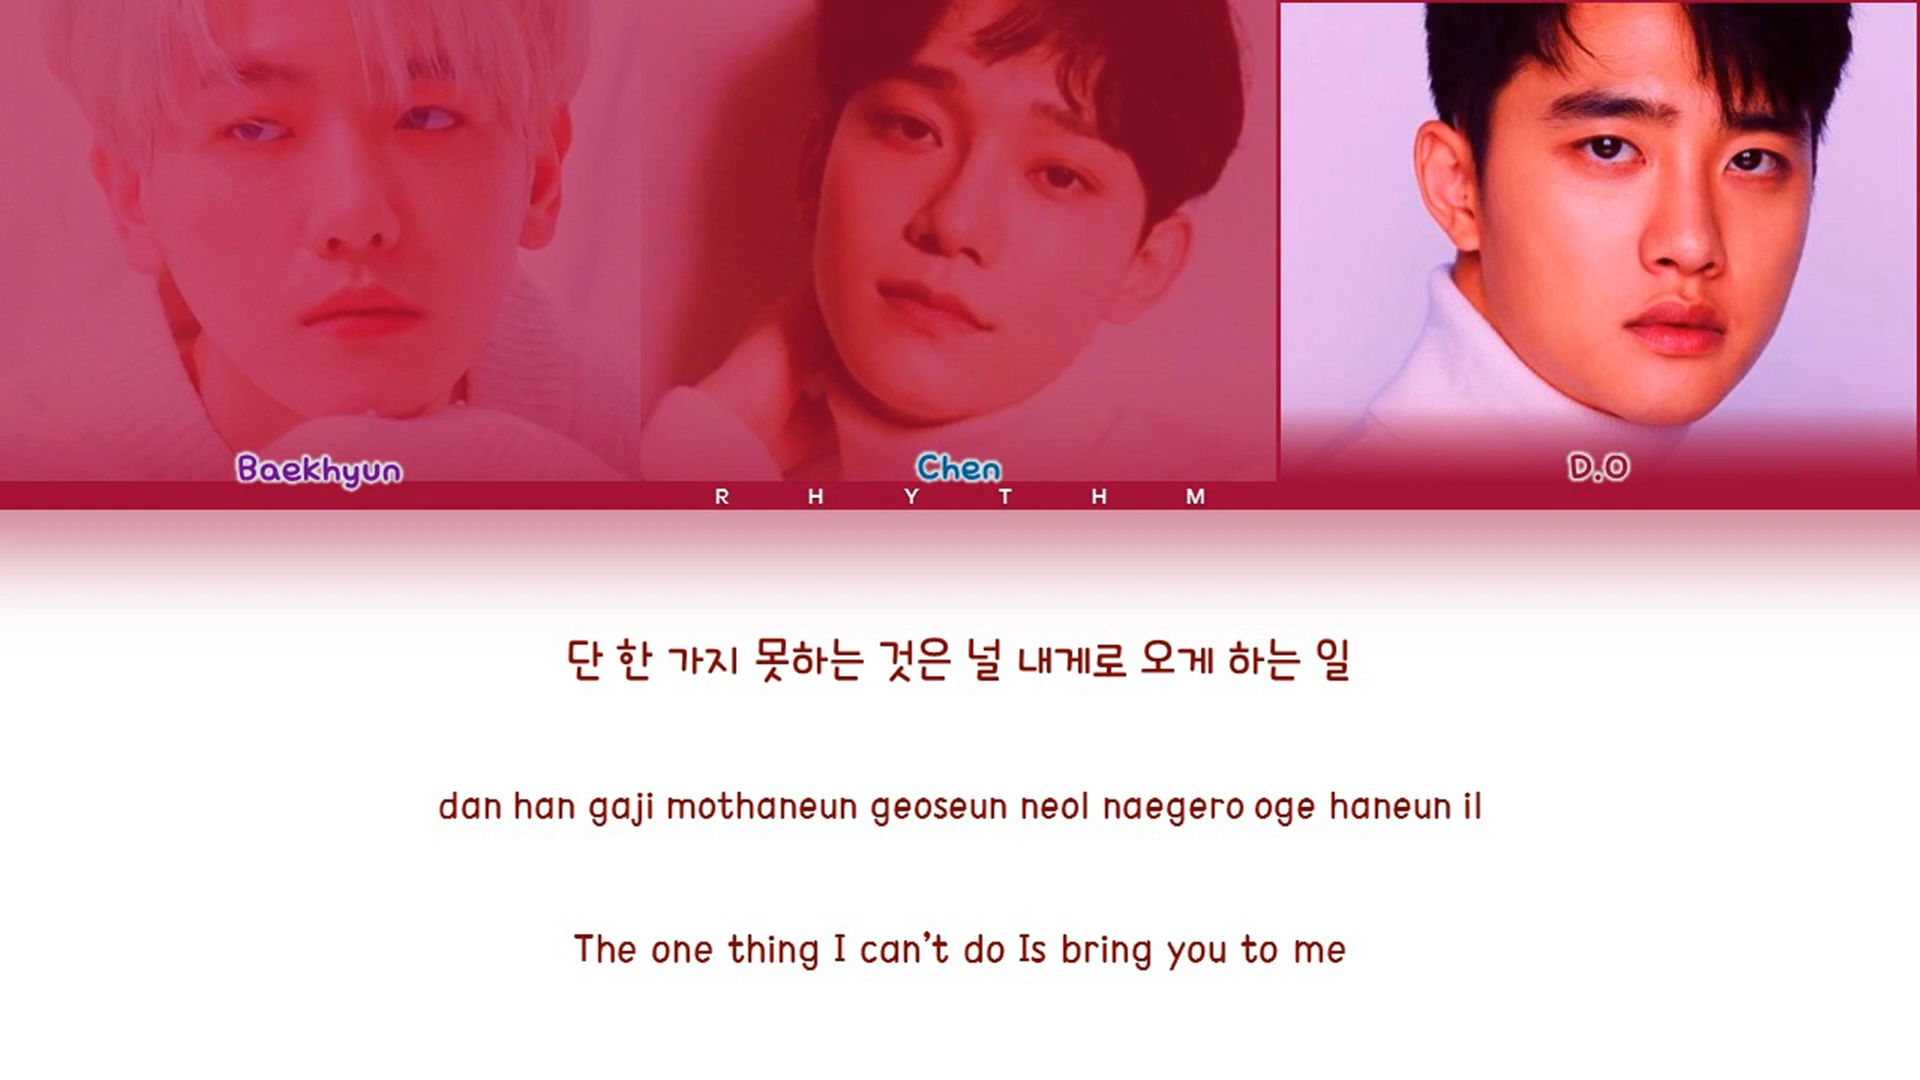 Baekhyun
Chen
D.O
RHYTHM
단 한 가지 못하는 것은 널 내게로 오게 하는 일
dan han gaji mothaneun geoseun neol naegero oge haneun il
The one thing I can't do Is bring you to me